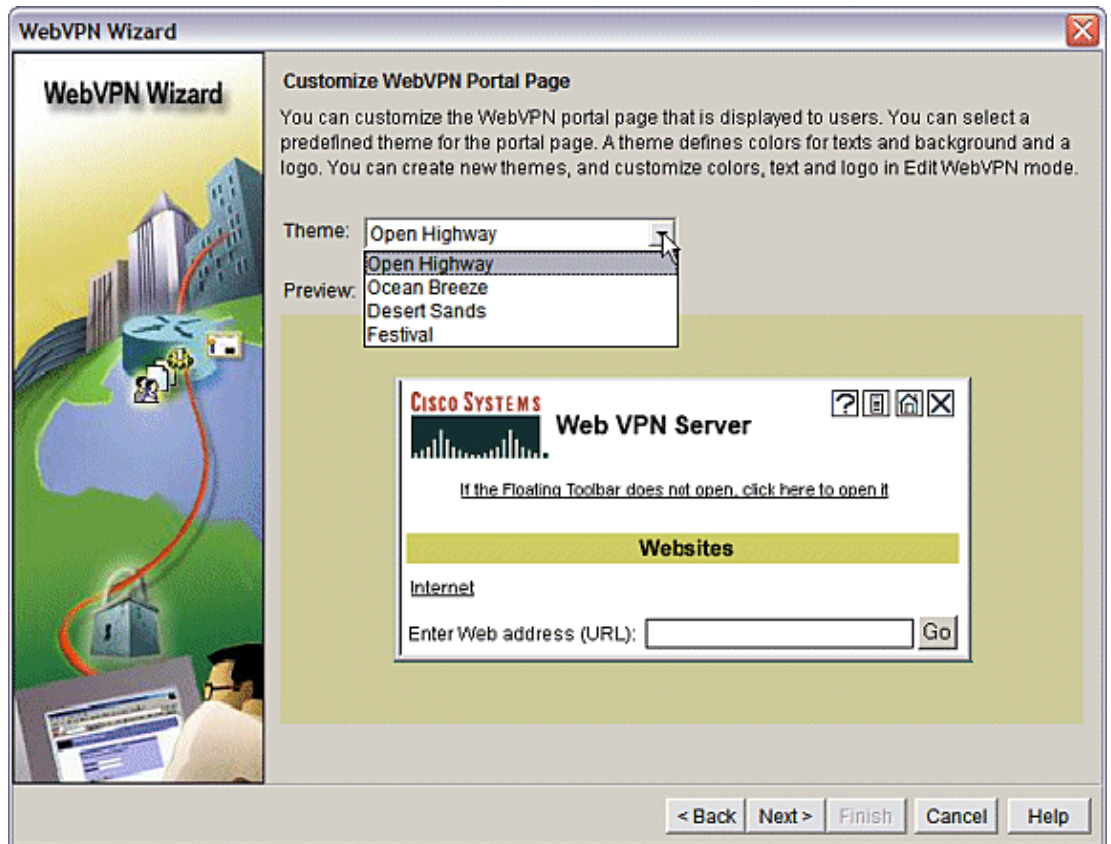 WebVPN Wizard
WebVPN Wizard
Customize WebVPN Portal Page
You can customize the WebVPN portal page that is displayed to users. You can select a
predefined theme for the portal page. A theme defines colors for texts and background and a
logo. You can create new themes, and customize colors, text and logo in Edit WebVPN mode.
Theme: Open Highway
Open Highway
Ocean Breeze
Preview:
Desert Sands
Festival
CISCO SYSTEMS
Web VPN Server
If the Floating Toolbar does not open, click here to open it
Websites
Internet
Enter Web address (URL): Go
< Back Next > Finish Cancel Help